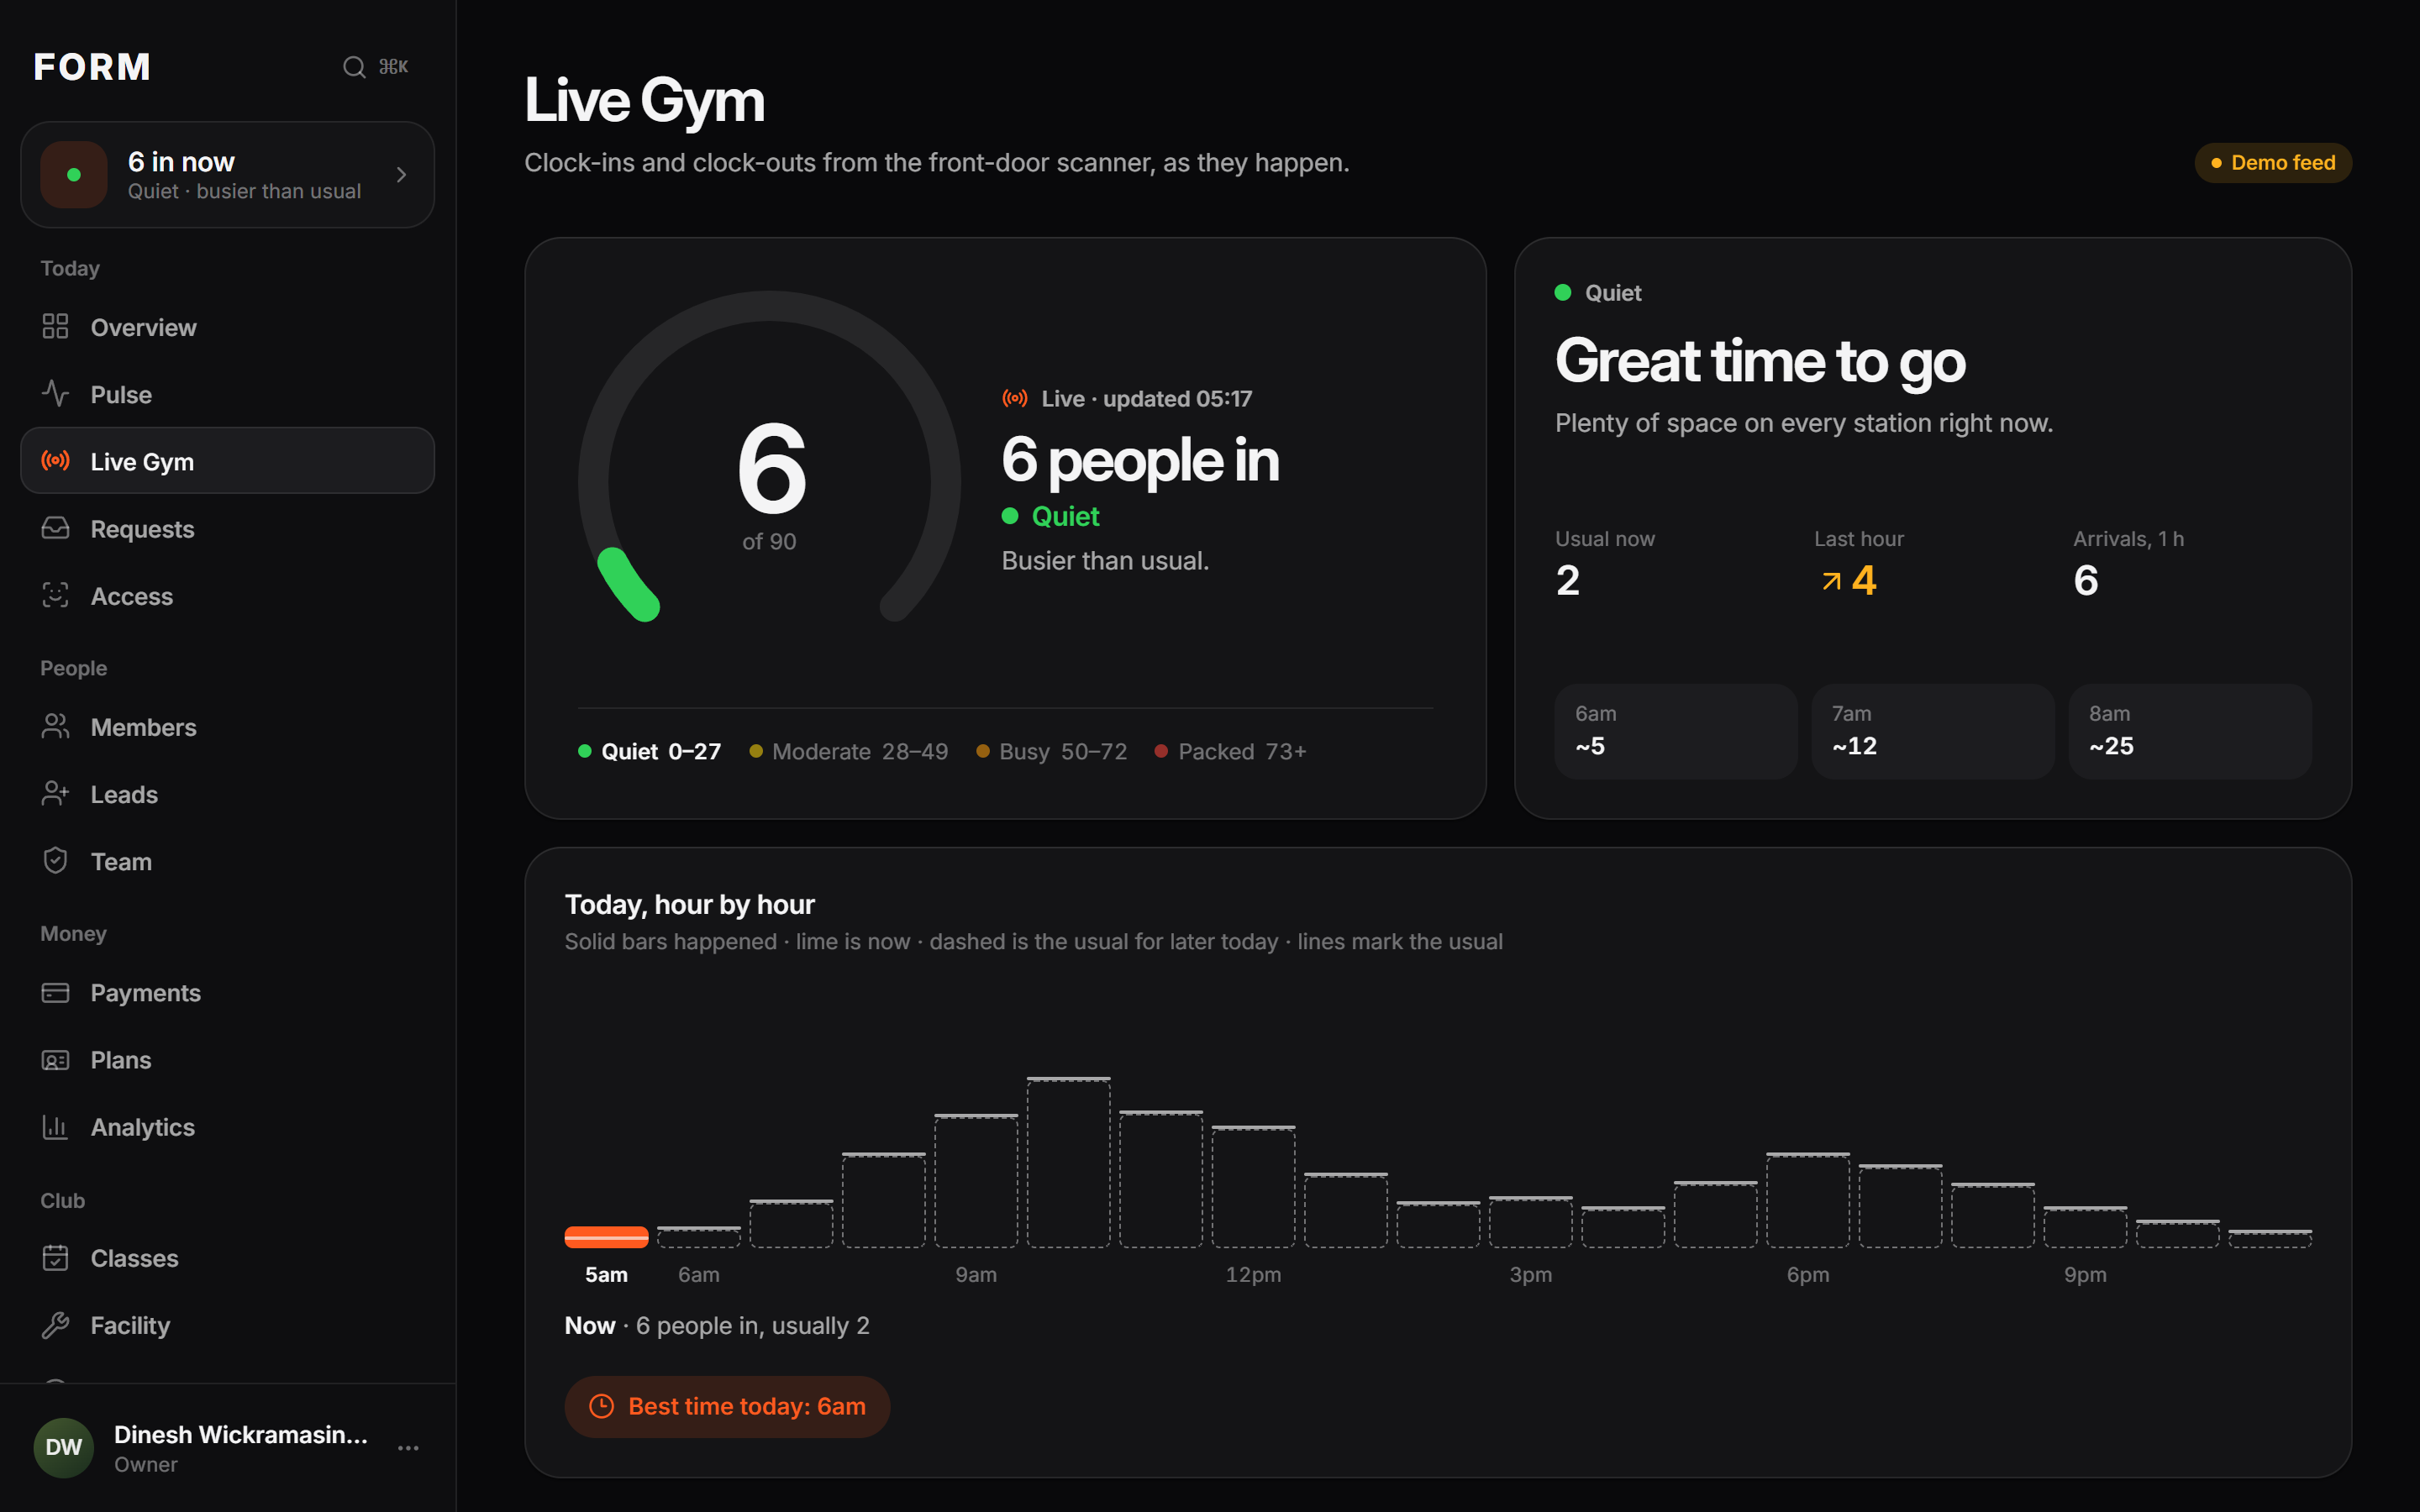 FORM
⌘K
6 in now
Quiet · busier than usual
Today
Overview
Pulse
Live Gym
Requests
Access
People
Members
Leads
Team
Money
Payments
Plans
Analytics
Club
Classes
Facility
DW
Dinesh Wickramasin...
Owner
Live Gym
Clock-ins and clock-outs from the front-door scanner, as they happen.
Demo feed
6
of 90
Live · updated 05:17
6 people in
Quiet
Busier than usual.
Quiet 0–27 Moderate 28–49 Busy 50–72 Packed 73+
Quiet
Great time to go
Plenty of space on every station right now.
Usual now Last hour Arrivals, 1 h
2 4 6
6am 7am 8am
~5 ~12 ~25
Today, hour by hour
Solid bars happened · lime is now · dashed is the usual for later today · lines mark the usual
5am 6am 9am 12pm 3pm 6pm 9pm
Now · 6 people in, usually 2
Best time today: 6am